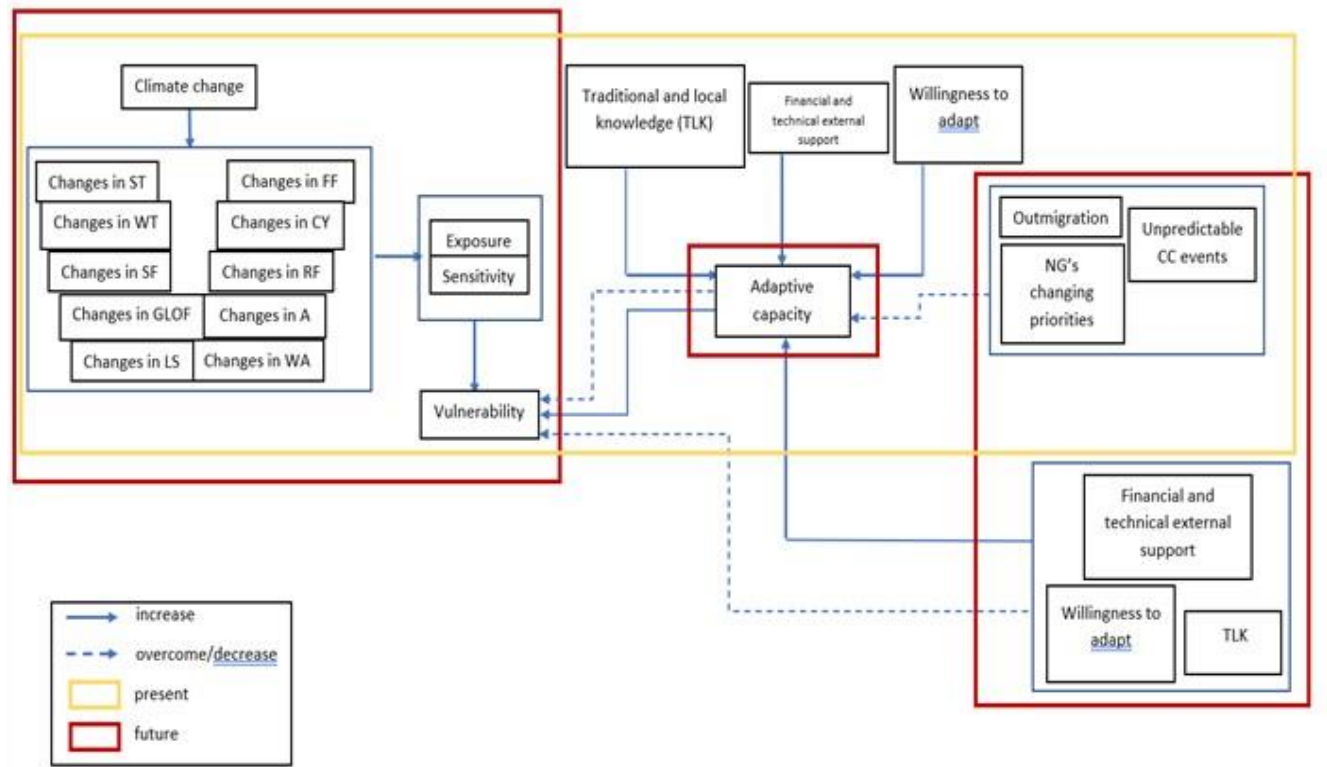 Climate change
Changes in ST
Changes in WT
Changes in SF
Changes in GLOF
Changes in LS
Changes in FF
Changes in CY
Changes in RF
Changes in A
Changes in WA
Exposure
Sensitivity
Vulnerability
Traditional and local
knowledge (TLK)
Financial and
technical external
support
Willingness to
adapt
Adaptive
capacity
Outmigration
NG's
changing
priorities
Unpredictable
CC events
Financial and
technical external
support
Willingness to
adapt
TLK
increase
overcome/decrease
present
future